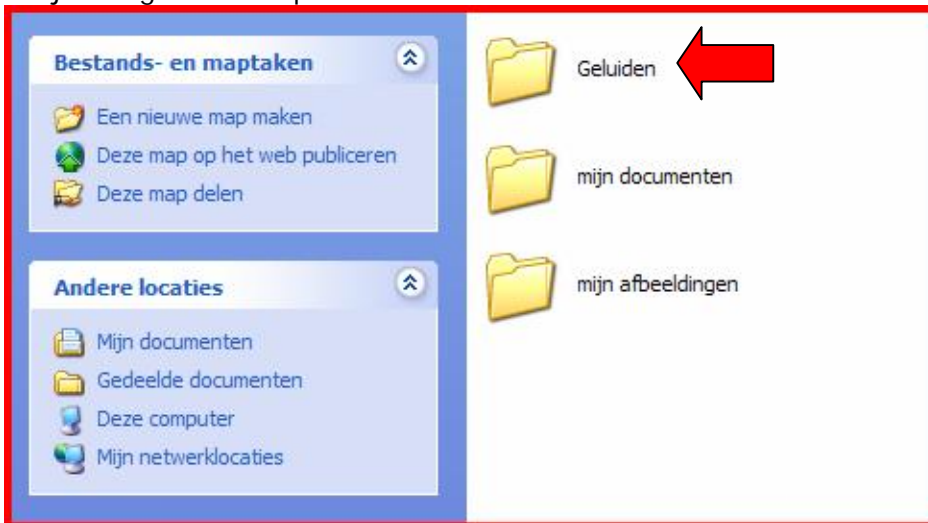 Bestands- en maptaken
Een nieuwe map maken
Deze map op het web publiceren
Deze map delen
Andere locaties
Mijn documenten
Gedeelde documenten
Deze computer
Mijn netwerklocaties
Geluiden
mijn documenten
mijn afbeeldingen